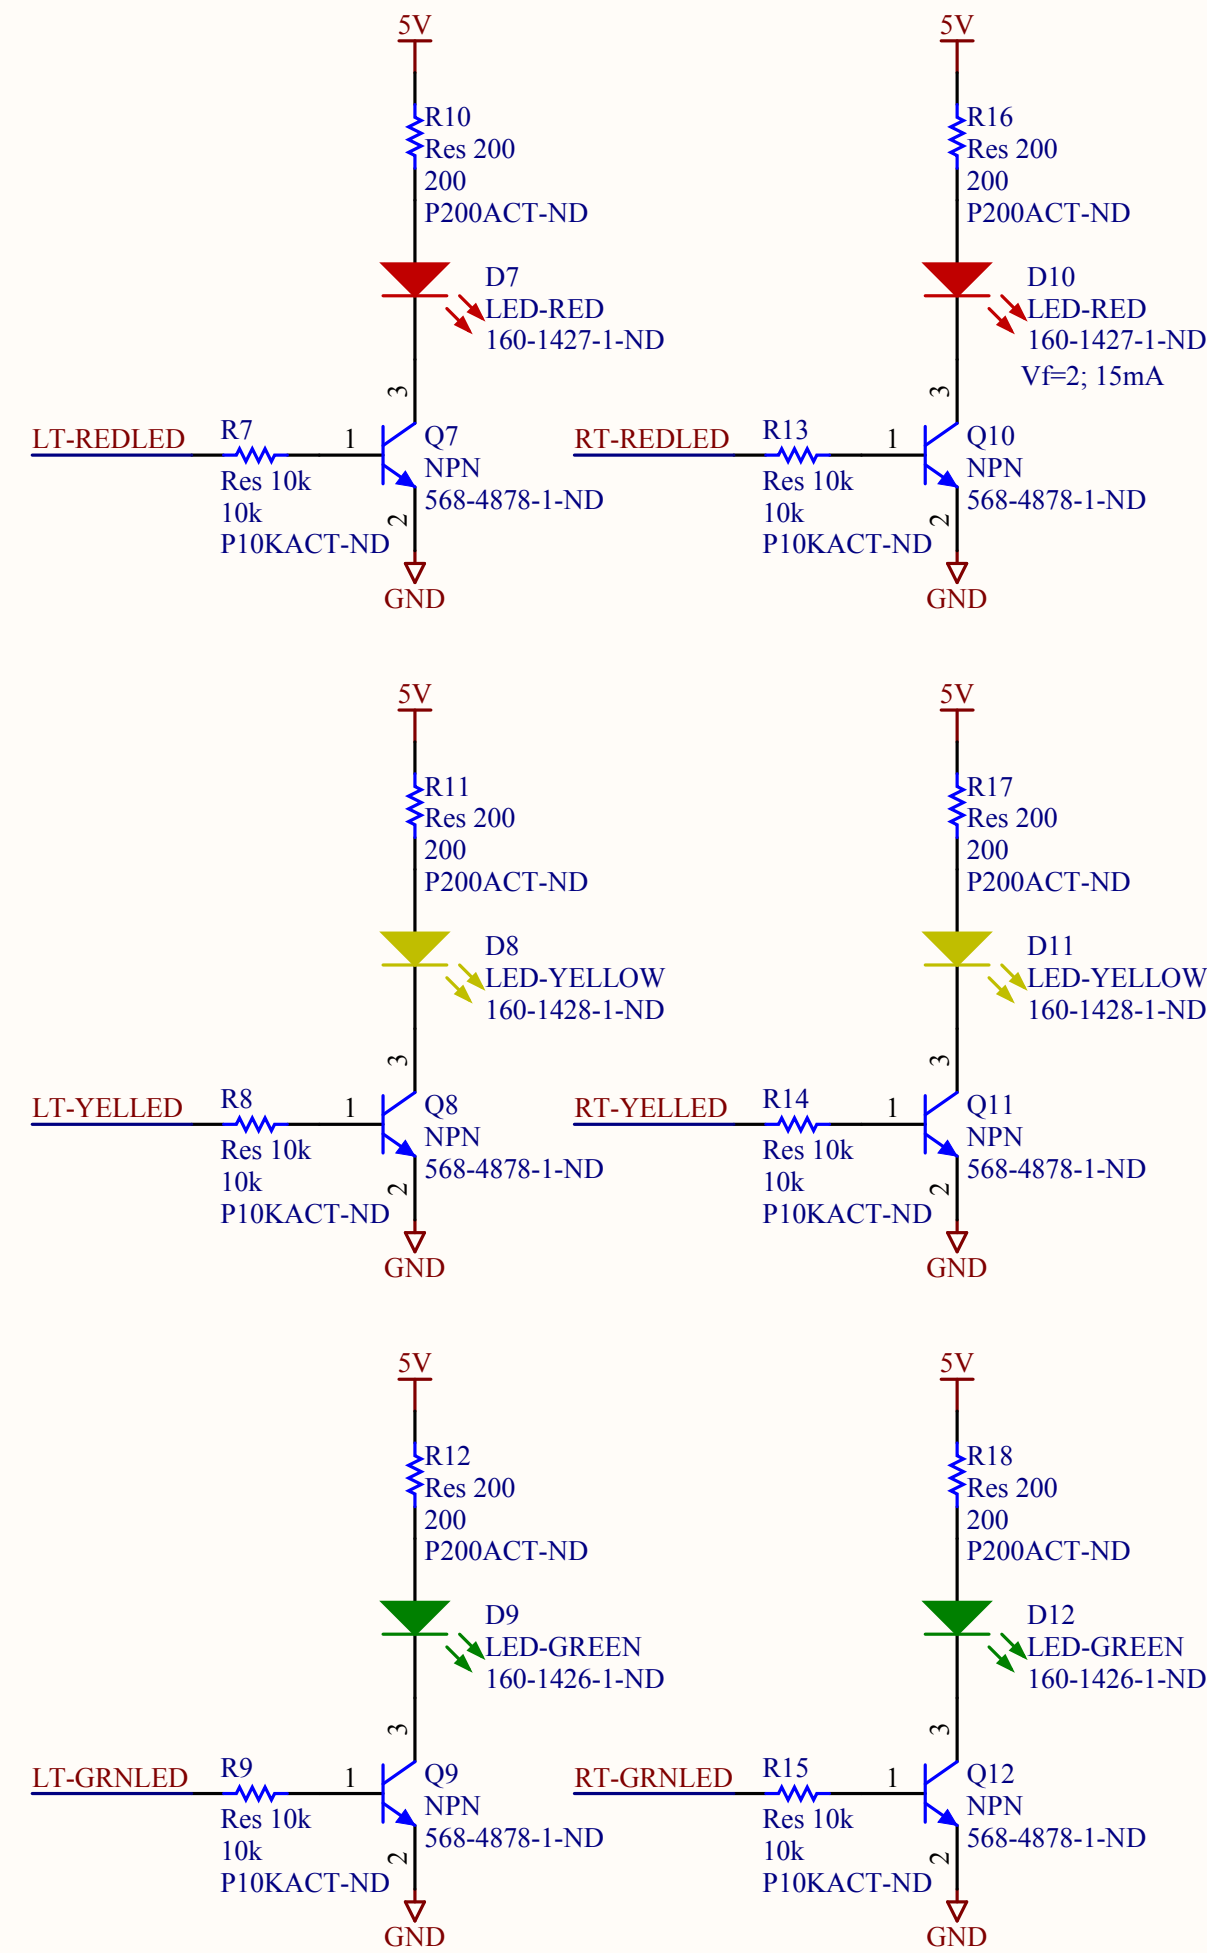 5V
R10
Res 200
200
P200ACT-ND
D7
LED-RED
160-1427-1-ND
3
LT-REDLED
R7
Res 10k
10k
P10KACT-ND
1
Q7
NPN
568-4878-1-ND
2
GND
5V
R16
Res 200
200
P200ACT-ND
D10
LED-RED
160-1427-1-ND
Vf=2; 15mA
3
RT-REDLED
R13
Res 10k
10k
P10KACT-ND
1
Q10
NPN
568-4878-1-ND
2
GND
5V
R11
Res 200
200
P200ACT-ND
D8
LED-YELLOW
160-1428-1-ND
3
LT-YELLED
R8
Res 10k
10k
P10KACT-ND
1
Q8
NPN
568-4878-1-ND
2
GND
5V
R17
Res 200
200
P200ACT-ND
D11
LED-YELLOW
160-1428-1-ND
3
RT-YELLED
R14
Res 10k
10k
P10KACT-ND
1
Q11
NPN
568-4878-1-ND
2
GND
5V
R12
Res 200
200
P200ACT-ND
D9
LED-GREEN
160-1426-1-ND
3
LT-GRNLED
R9
Res 10k
10k
P10KACT-ND
1
Q9
NPN
568-4878-1-ND
2
GND
5V
R18
Res 200
200
P200ACT-ND
D12
LED-GREEN
160-1426-1-ND
3
RT-GRNLED
R15
Res 10k
10k
P10KACT-ND
1
Q12
NPN
568-4878-1-ND
2
GND